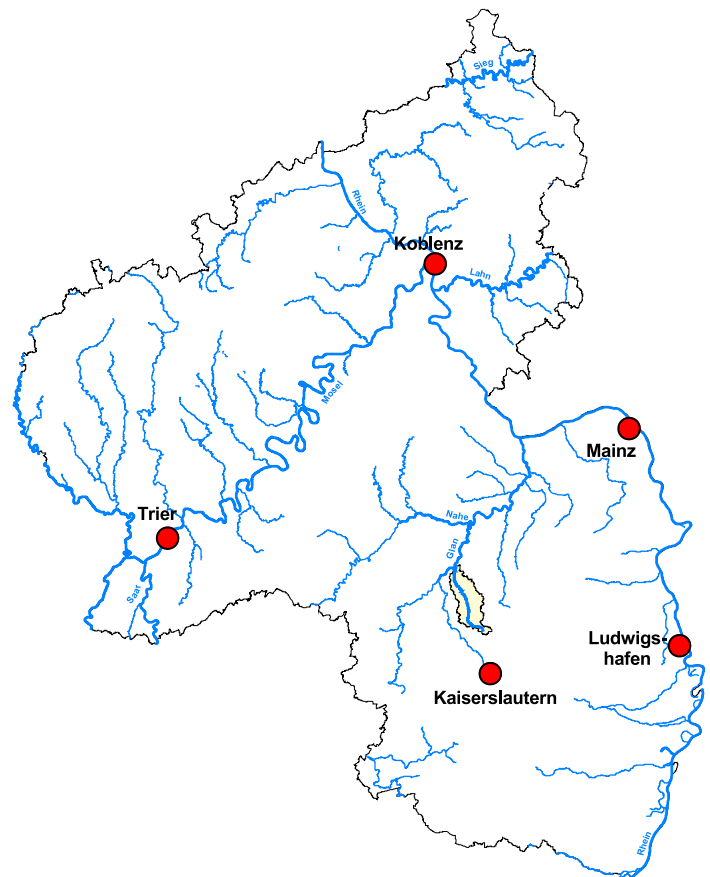 Sieg
Rhein
Koblenz
Lahn
Mosel
Mainz
Trier
Nahe
Glan
Saar
Ludwigs-
hafen
Kaiserslautern
Rhein